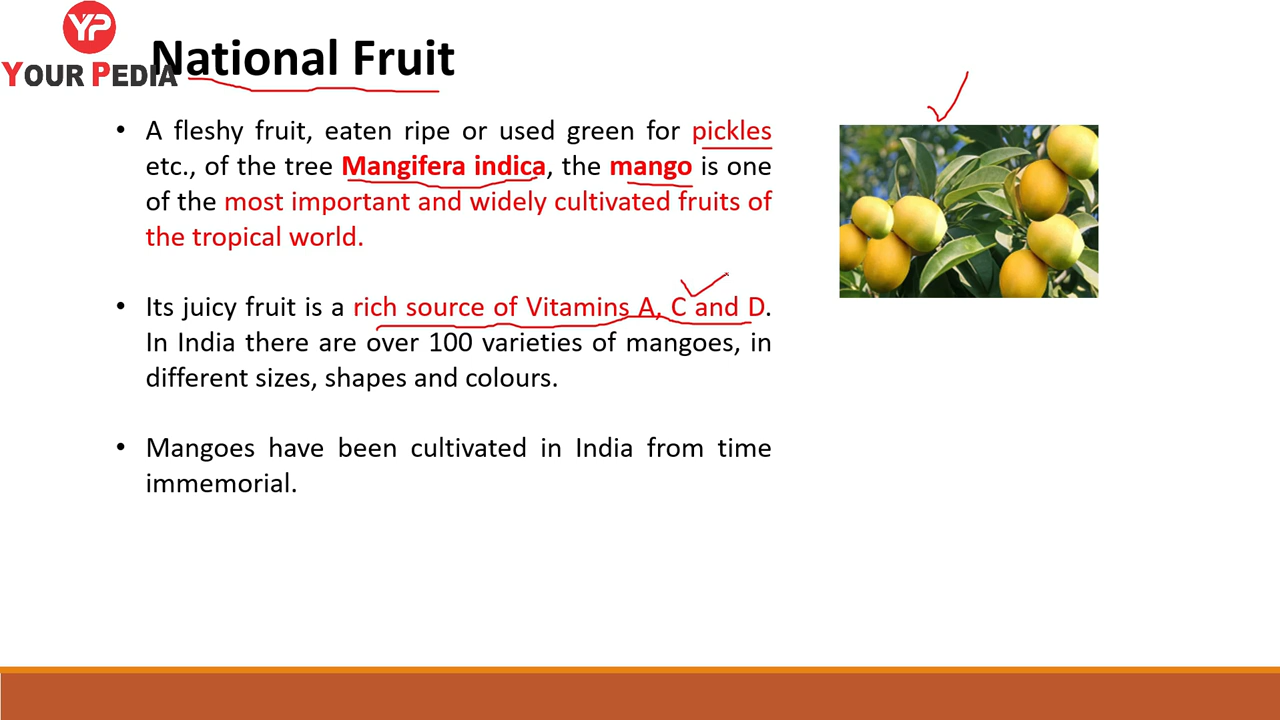 YP
YOUR PEDIA
National Fruit
• A fleshy fruit, eaten ripe or used green for pickles
etc., of the tree Mangifera indica, the mango is one
of the most important and widely cultivated fruits of
the tropical world.
• Its juicy fruit is a rich source of Vitamins A, C and D.
In India there are over 100 varieties of mangoes, in
different sizes, shapes and colours.
• Mangoes have been cultivated in India from time
immemorial.